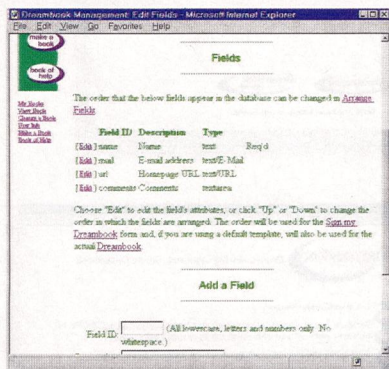 Dreambook Management: Edit Fields - Microsoft Internet Explorer
File Edit View Go Favorites Help
make a
book
book of
help
My Books
View Book
Change a Book
Make a Book
Book of Help
Fields
The order that the below fields appear in the database can be changed in Arrange
Fields.
Field ID Description Type
[Edit] name Name text Req'd
[Edit] mail E-mail address text/E-Mail
[Edit] url Homepage URL text/URL
[Edit] comments Comments textarea
Choose "Edit" to edit the field's attributes, or click "Up" or "Down" to change the
order in which the fields are arranged. The order will be used for the Sign my
Dreambook form and, if you are using a default template, will also be used for the
actual Dreambook.
Add a Field
Field ID: (All lowercase, letters and numbers only. No
whitespace.)